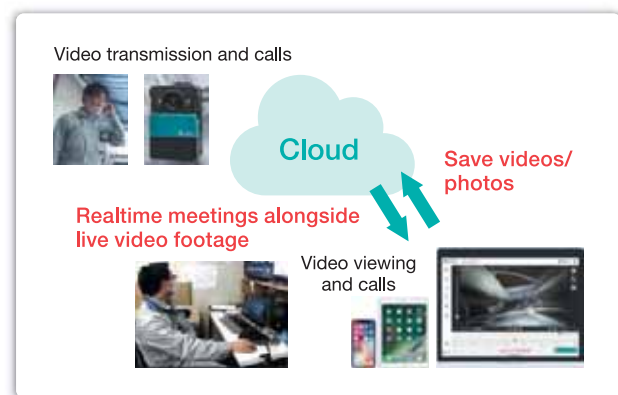 Video transmission and calls
Cloud
Save videos/
photos
Realtime meetings alongside
live video footage
Video viewing
and calls